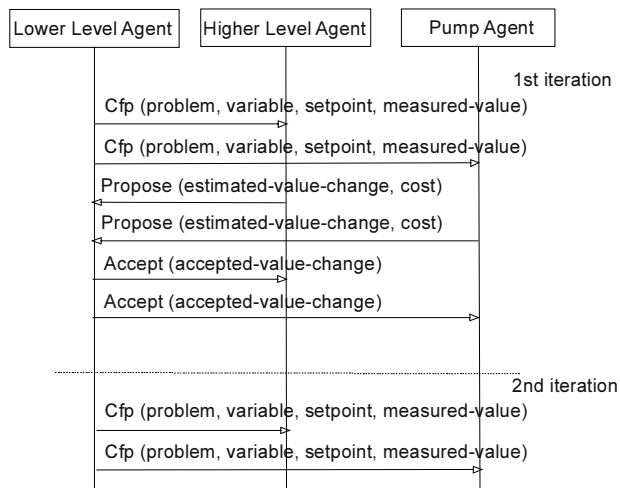 Lower Level Agent
Higher Level Agent
Pump Agent
1st iteration
Cfp (problem, variable, setpoint, measured-value)
Cfp (problem, variable, setpoint, measured-value)
Propose (estimated-value-change, cost)
Propose (estimated-value-change, cost)
Accept (accepted-value-change)
Accept (accepted-value-change)
2nd iteration
Cfp (problem, variable, setpoint, measured-value)
Cfp (problem, variable, setpoint, measured-value)